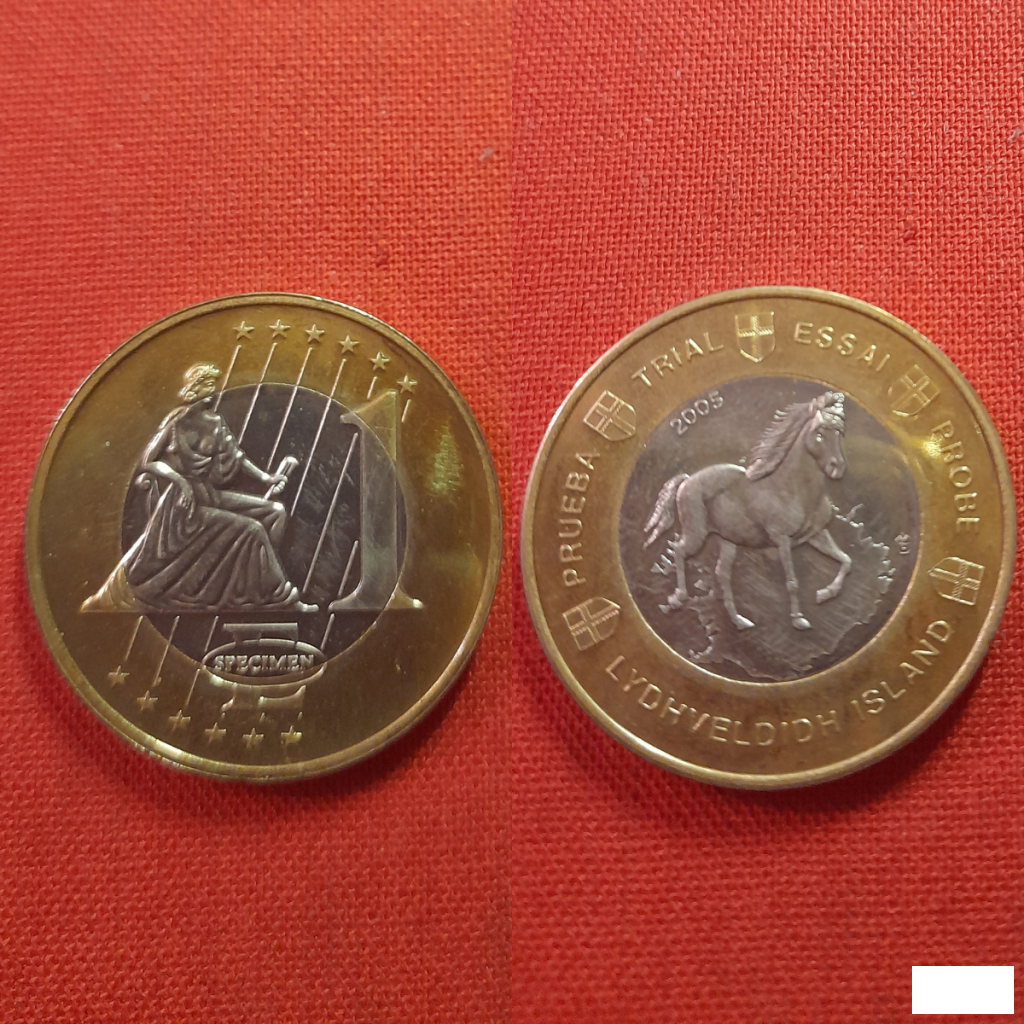 1
SPECIMEN
PRUEBA TRIAL ESSAI PROBE
2005
LYDHVELDIDH ISLAND